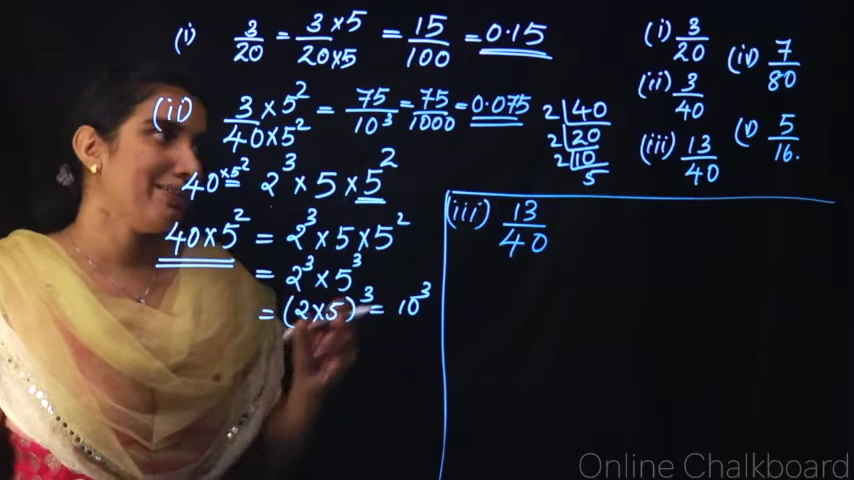 (i) 3/20 = 3×5/20×5 = 15/100 = 0.15
(ii) 3×5²/40×5² = 75/10³ = 75/1000 = 0.075
2 40
2 20
2 10
5
40×5² = 2³ × 5 × 5²
40×5² = 2³ × 5 × 5²
= 2³ × 5³
= (2×5)³ = 10³
(i) 3/20
(ii) 3/40
(iii) 13/40
(iv) 7/80
(v) 5/16.
(iii) 13/40
Online Chalkboard